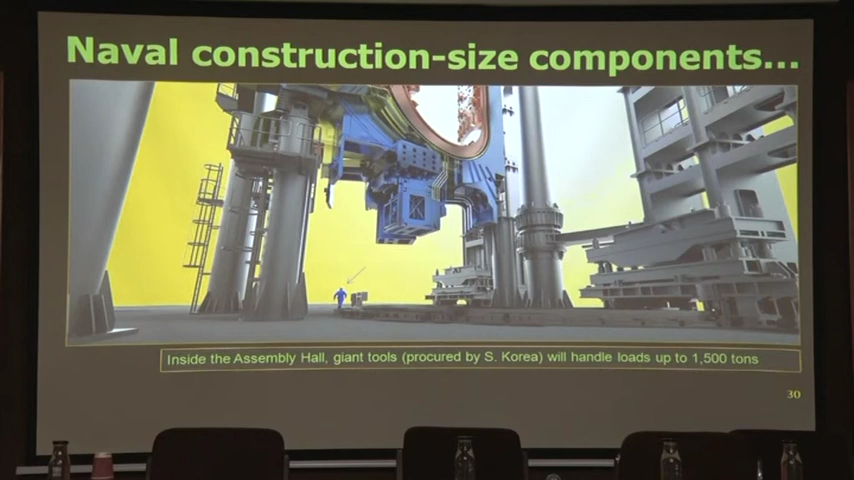 Naval construction-size components...
Inside the Assembly Hall, giant tools (procured by S. Korea) will handle loads up to 1,500 tons
30